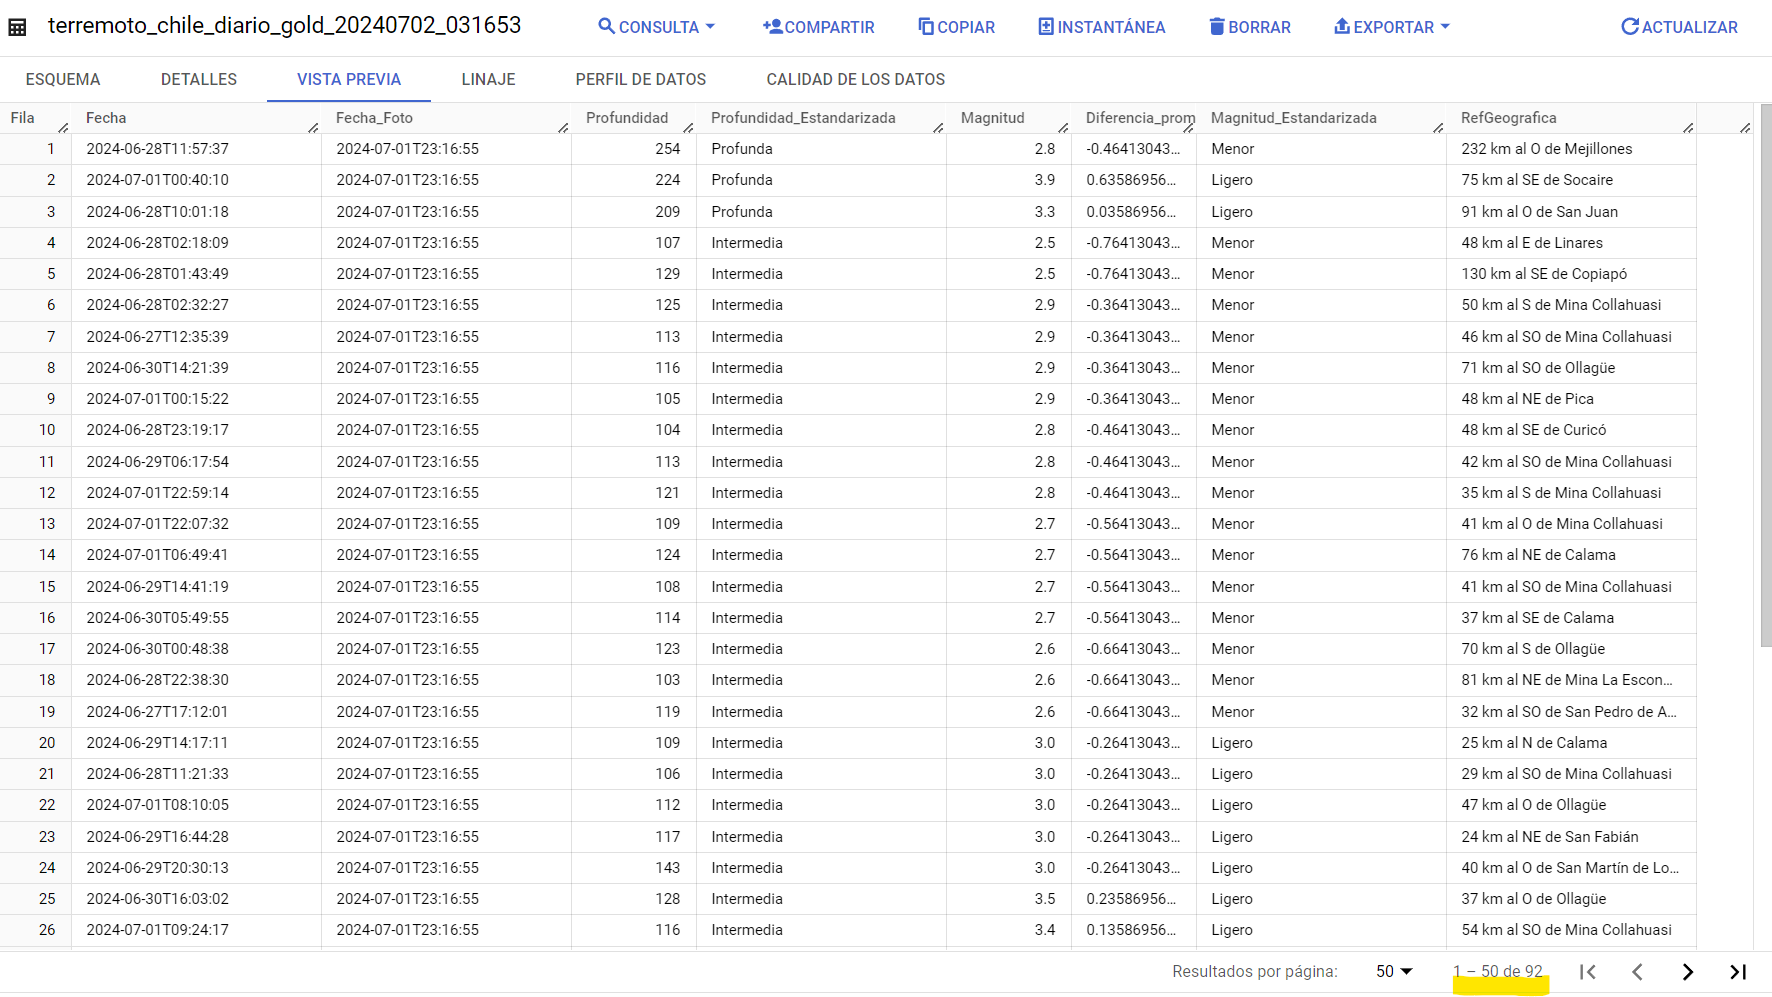 terremoto_chile_diario_gold_20240702_031653 CONSULTA COMPARTIR COPIAR INSTANTÁNEA BORRAR EXPORTAR ACTUALIZAR
ESQUEMA DETALLES VISTA PREVIA LINAJE PERFIL DE DATOS CALIDAD DE LOS DATOS
Fila Fecha Fecha_Foto Profundidad Profundidad_Estandarizada Magnitud Diferencia_prom Magnitud_Estandarizada RefGeografica
1 2024-06-28T11:57:37 2024-07-01T23:16:55 254 Profunda 2.8 -0.46413043... Menor 232 km al O de Mejillones
2 2024-07-01T00:40:10 2024-07-01T23:16:55 224 Profunda 3.9 0.63586956... Ligero 75 km al SE de Socaire
3 2024-06-28T10:01:18 2024-07-01T23:16:55 209 Profunda 3.3 0.03586956... Ligero 91 km al O de San Juan
4 2024-06-28T02:18:09 2024-07-01T23:16:55 107 Intermedia 2.5 -0.76413043... Menor 48 km al E de Linares
5 2024-06-28T01:43:49 2024-07-01T23:16:55 129 Intermedia 2.5 -0.76413043... Menor 130 km al SE de Copiapó
6 2024-06-28T02:32:27 2024-07-01T23:16:55 125 Intermedia 2.9 -0.36413043... Menor 50 km al S de Mina Collahuasi
7 2024-06-27T12:35:39 2024-07-01T23:16:55 113 Intermedia 2.9 -0.36413043... Menor 46 km al SO de Mina Collahuasi
8 2024-06-30T14:21:39 2024-07-01T23:16:55 116 Intermedia 2.9 -0.36413043... Menor 71 km al SO de Ollagüe
9 2024-07-01T00:15:22 2024-07-01T23:16:55 105 Intermedia 2.9 -0.36413043... Menor 48 km al NE de Pica
10 2024-06-28T23:19:17 2024-07-01T23:16:55 104 Intermedia 2.8 -0.46413043... Menor 48 km al SE de Curicó
11 2024-06-29T06:17:54 2024-07-01T23:16:55 113 Intermedia 2.8 -0.46413043... Menor 42 km al SO de Mina Collahuasi
12 2024-07-01T22:59:14 2024-07-01T23:16:55 121 Intermedia 2.8 -0.46413043... Menor 35 km al S de Mina Collahuasi
13 2024-07-01T22:07:32 2024-07-01T23:16:55 109 Intermedia 2.7 -0.56413043... Menor 41 km al O de Mina Collahuasi
14 2024-07-01T06:49:41 2024-07-01T23:16:55 124 Intermedia 2.7 -0.56413043... Menor 76 km al NE de Calama
15 2024-06-29T14:41:19 2024-07-01T23:16:55 108 Intermedia 2.7 -0.56413043... Menor 41 km al SO de Mina Collahuasi
16 2024-06-30T05:49:55 2024-07-01T23:16:55 114 Intermedia 2.7 -0.56413043... Menor 37 km al SE de Calama
17 2024-06-30T00:48:38 2024-07-01T23:16:55 123 Intermedia 2.6 -0.66413043... Menor 70 km al S de Ollagüe
18 2024-06-28T22:38:30 2024-07-01T23:16:55 103 Intermedia 2.6 -0.66413043... Menor 81 km al NE de Mina La Escon...
19 2024-06-27T17:12:01 2024-07-01T23:16:55 119 Intermedia 2.6 -0.66413043... Menor 32 km al SO de San Pedro de A...
20 2024-06-29T14:17:11 2024-07-01T23:16:55 109 Intermedia 3.0 -0.26413043... Ligero 25 km al N de Calama
21 2024-06-28T11:21:33 2024-07-01T23:16:55 106 Intermedia 3.0 -0.26413043... Ligero 29 km al SO de Mina Collahuasi
22 2024-07-01T08:10:05 2024-07-01T23:16:55 112 Intermedia 3.0 -0.26413043... Ligero 47 km al O de Ollagüe
23 2024-06-29T16:44:28 2024-07-01T23:16:55 117 Intermedia 3.0 -0.26413043... Ligero 24 km al NE de San Fabián
24 2024-06-29T20:30:13 2024-07-01T23:16:55 143 Intermedia 3.0 -0.26413043... Ligero 40 km al O de San Martín de Lo...
25 2024-06-30T16:03:02 2024-07-01T23:16:55 128 Intermedia 3.5 0.23586956... Ligero 37 km al O de Ollagüe
26 2024-07-01T09:24:17 2024-07-01T23:16:55 116 Intermedia 3.4 0.13586956... Ligero 54 km al SO de Mina Collahuasi
Resultados por página: 50 1 – 50 de 92